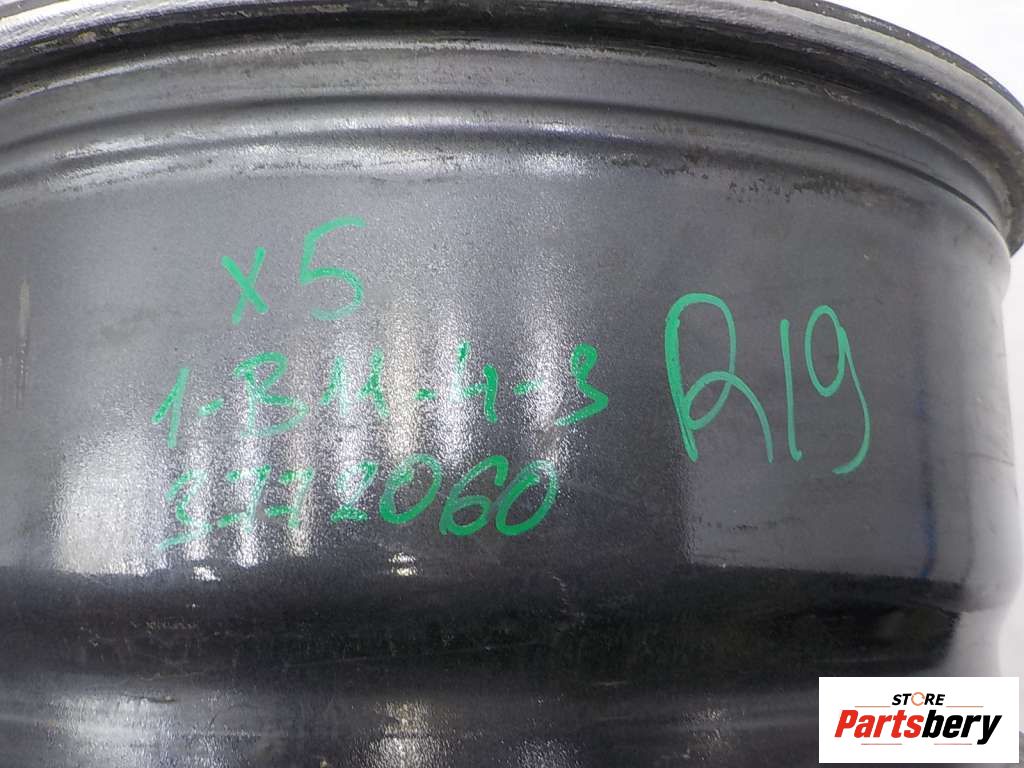 x5
R19
1-B11-4-3
3772060
STORE
Partsbery